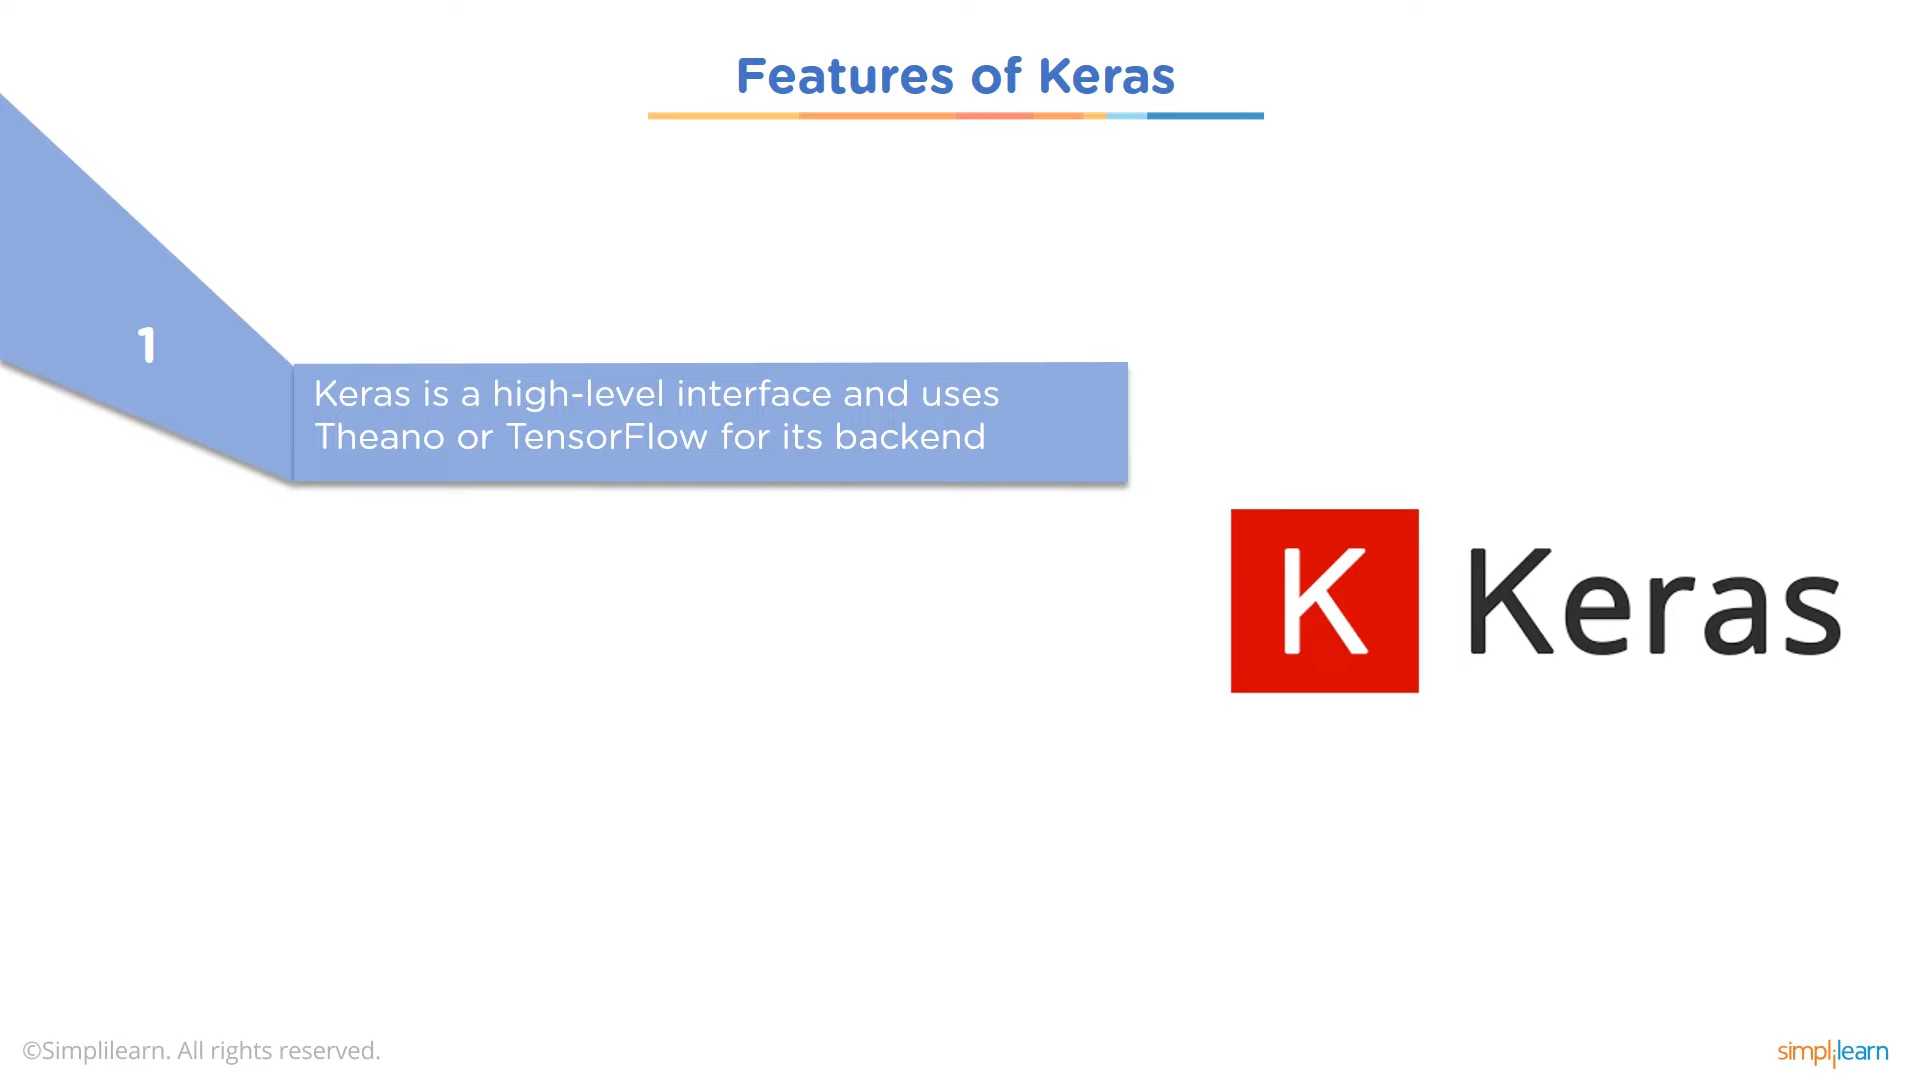 Features of Keras
1
Keras is a high-level interface and uses
Theano or TensorFlow for its backend
K Keras
©Simplilearn. All rights reserved.
simplilearn